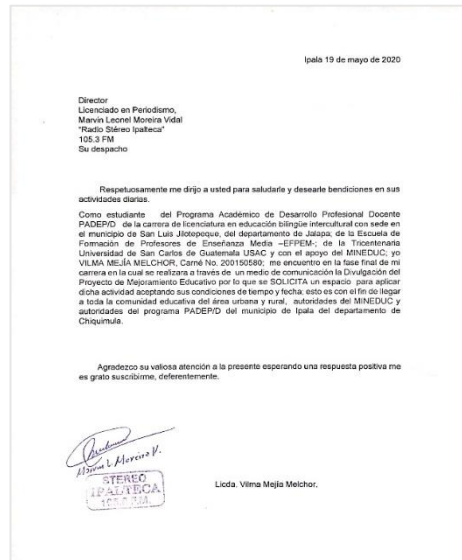 Ipala 19 de mayo de 2020
Director
Licenciado en Periodismo,
Marvin Leonel Moreira Vidal
"Radio Stéreo Ipalteca"
105.3 FM
Su despacho
Respetuosamente me dirijo a usted para saludarle y desearle bendiciones en sus
actividades diarias.
Como estudiante del Programa Académico de Desarrollo Profesional Docente
PADEP/D de la carrera de licenciatura en educación bilingüe intercultural con sede en
el municipio de San Luis Jilotepeque, del departamento de Jalapa; de la Escuela de
Formación de Profesores de Enseñanza Media –EFPEM-; de la Tricentenaria
Universidad de San Carlos de Guatemala USAC y con el apoyo del MINEDUC; yo
VILMA MEJÍA MELCHOR, Carné No. 200150580; me encuentro en la fase final de mi
carrera en la cual se realizara a través de un medio de comunicación la Divulgación del
Proyecto de Mejoramiento Educativo por lo que se SOLICITA un espacio para aplicar
dicha actividad aceptando sus condiciones de tiempo y fecha; esto es con el fin de llegar
a toda la comunidad educativa del área urbana y rural, autoridades del MINEDUC y
autoridades del programa PADEP/D del municipio de Ipala del departamento de
Chiquimula.
Agradezco su valiosa atención a la presente esperando una respuesta positiva me
es grato suscribirme, deferentemente.
Marvin L Moreira V.
STEREO
IPALTECA
105.3 F.M.
Licda. Vilma Mejía Melchor.